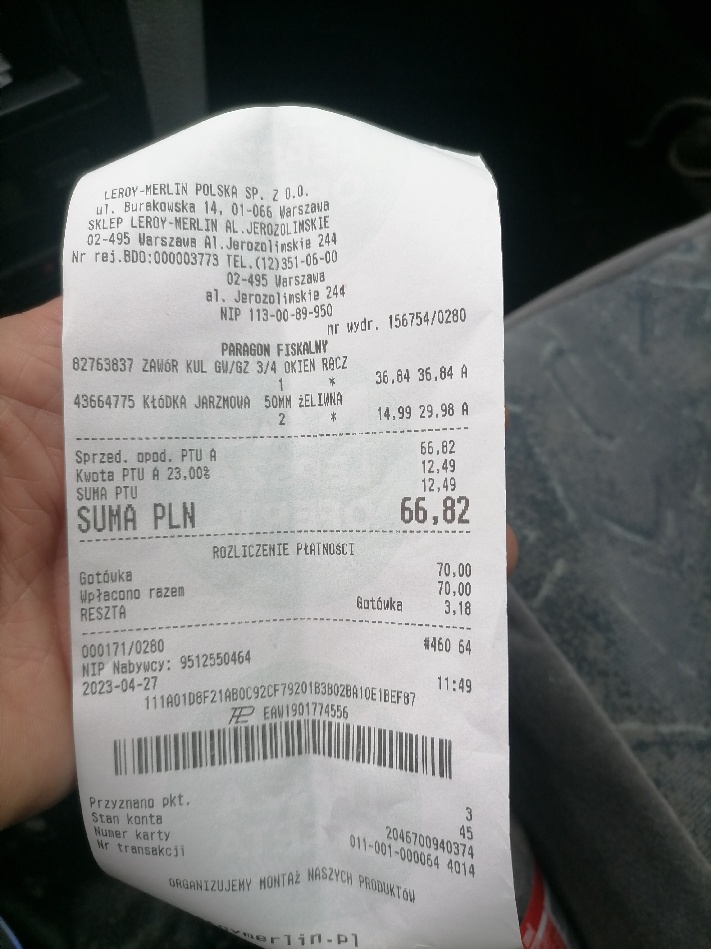 LEROY-MERLIN POLSKA SP. Z O.O.
ul. Burakowska 14, 01-066 Warszawa
SKLEP LEROY-MERLIN AL.JEROZOLIMSKIE
02-495 Warszawa Al.Jerozolimskie 244
Nr rej.BDO:000003773 TEL.(12)351-06-00
02-495 Warszawa
al. Jerozolimskie 244
NIP 113-00-89-950
nr wydr. 156754/0280
PARAGON FISKALNY
82763837 ZAWÓR KUL GW/GZ 3/4 OKIEN RĄCZ
1 * 36,84 36,84 A
43664775 KŁÓDKA JARZMOWA 50MM ŻELIWNA
2 * 14,99 29,98 A
Sprzed. opod. PTU A 66,82
Kwota PTU A 23,00% 12,49
SUMA PTU 12,49
SUMA PLN 66,82
ROZLICZENIE PŁATNOŚCI
Gotówka 70,00
Wpłacono razem 70,00
RESZTA Gotówka 3,18
000171/0280 #460 64
NIP Nabywcy: 9512550464
2023-04-27 11:49
111A01D8F21AB0C92CF79201B3B02BA10E1BEF87
EAW1901774556
Przyznano pkt. 3
Stan konta 45
Numer karty 2046700940374
Nr transakcji 011-001-000064 4014
ORGANIZUJEMY MONTAŻ NASZYCH PRODUKTÓW
merlin.pl